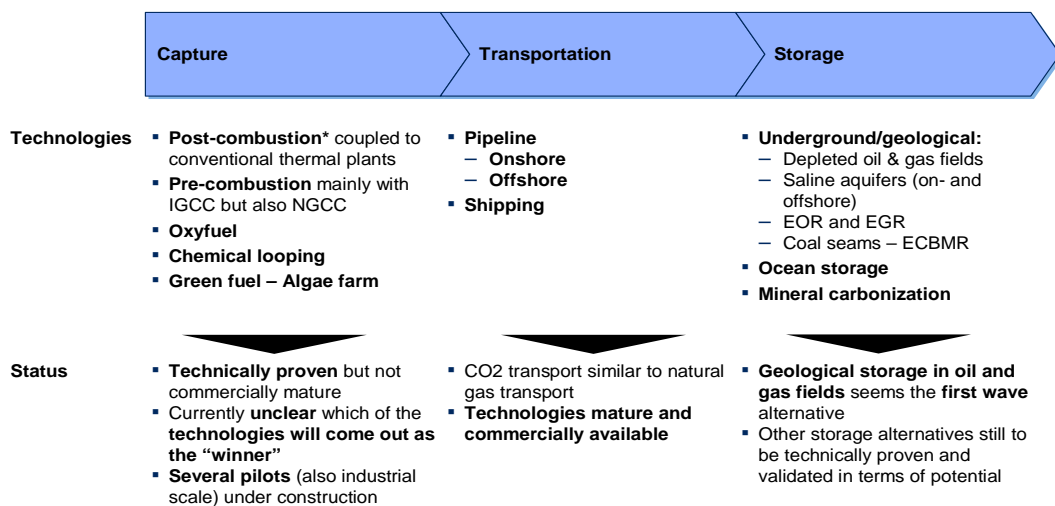 Capture
Transportation
Storage
Technologies
▪ Post-combustion* coupled to
conventional thermal plants
▪ Pre-combustion mainly with
IGCC but also NGCC
▪ Oxyfuel
▪ Chemical looping
▪ Green fuel – Algae farm
▪ Pipeline
– Onshore
– Offshore
▪ Shipping
▪ Underground/geological:
– Depleted oil & gas fields
– Saline aquifers (on- and
offshore)
– EOR and EGR
– Coal seams – ECBMR
▪ Ocean storage
▪ Mineral carbonization
Status
▪ Technically proven but not
commercially mature
▪ Currently unclear which of the
technologies will come out as
the “winner”
▪ Several pilots (also industrial
scale) under construction
▪ CO2 transport similar to natural
gas transport
▪ Technologies mature and
commercially available
▪ Geological storage in oil and
gas fields seems the first wave
alternative
▪ Other storage alternatives still to
be technically proven and
validated in terms of potential